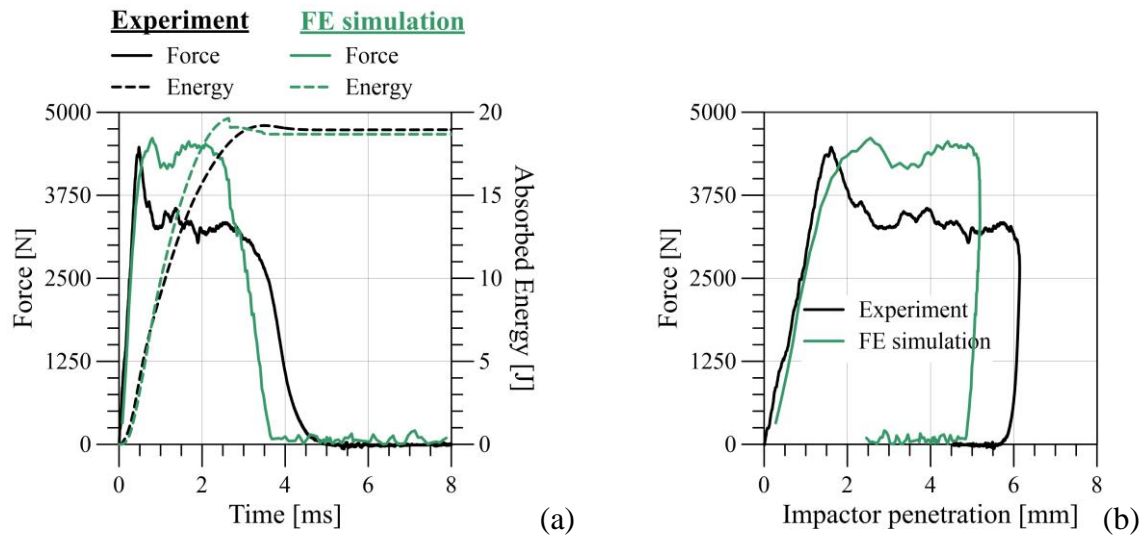 Experiment FE simulation
Force Force
Energy Energy
5000 20
3750 15
2500 10
1250 5
0 0
0 2 4 6 8
Force [N]
Absorbed Energy [J]
Time [ms]
(a)
5000
3750
2500
1250
0
0 2 4 6 8
Force [N]
Experiment
FE simulation
Impactor penetration [mm]
(b)